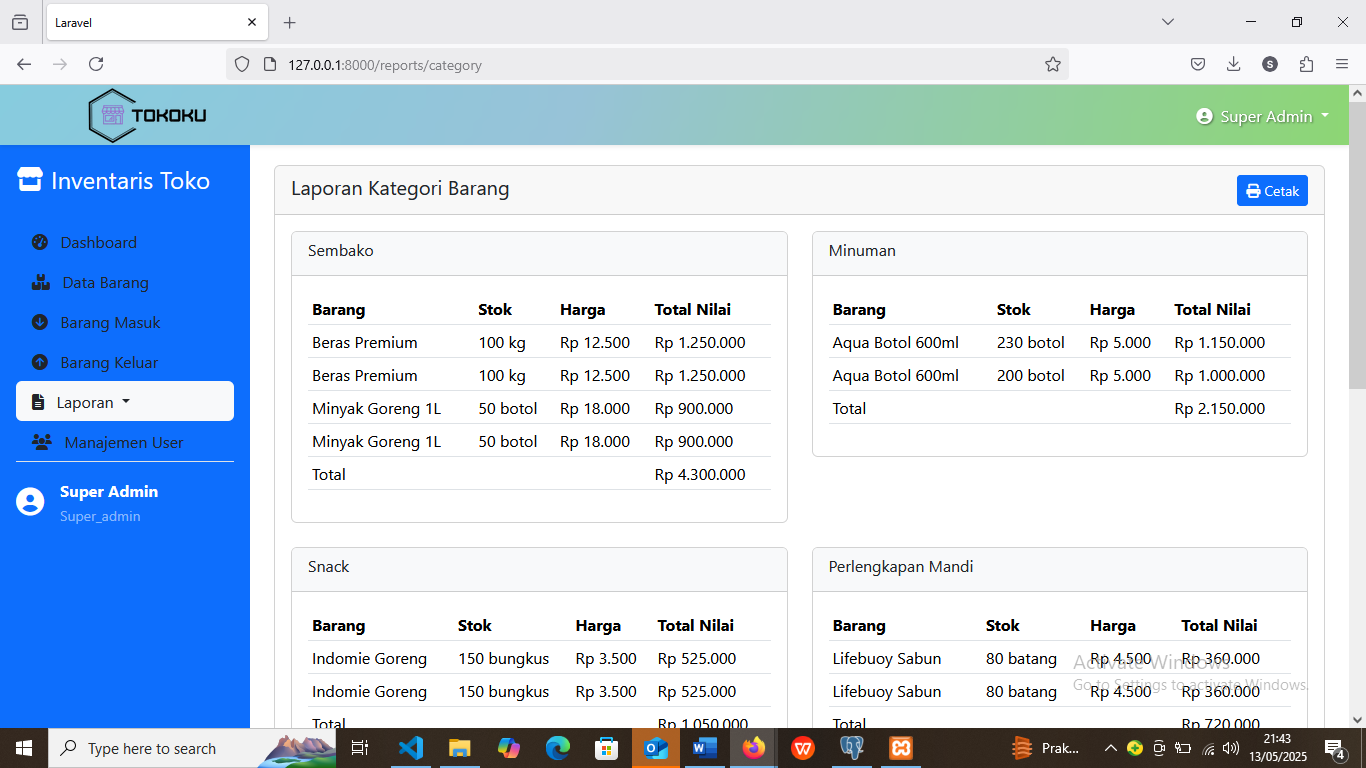 Laravel
127.0.0.1:8000/reports/category
S
TOKOKU
Super Admin
Inventaris Toko
Dashboard
Data Barang
Barang Masuk
Barang Keluar
Laporan
Manajemen User
Super Admin
Super_admin
Laporan Kategori Barang
Cetak
Sembako
Barang Stok Harga Total Nilai
Beras Premium 100 kg Rp 12.500 Rp 1.250.000
Beras Premium 100 kg Rp 12.500 Rp 1.250.000
Minyak Goreng 1L 50 botol Rp 18.000 Rp 900.000
Minyak Goreng 1L 50 botol Rp 18.000 Rp 900.000
Total Rp 4.300.000
Minuman
Barang Stok Harga Total Nilai
Aqua Botol 600ml 230 botol Rp 5.000 Rp 1.150.000
Aqua Botol 600ml 200 botol Rp 5.000 Rp 1.000.000
Total Rp 2.150.000
Snack
Barang Stok Harga Total Nilai
Indomie Goreng 150 bungkus Rp 3.500 Rp 525.000
Indomie Goreng 150 bungkus Rp 3.500 Rp 525.000
Total Rp 1.050.000
Perlengkapan Mandi
Barang Stok Harga Total Nilai
Lifebuoy Sabun 80 batang Rp 4.500 Rp 360.000
Lifebuoy Sabun 80 batang Rp 4.500 Rp 360.000
Total Rp 720.000
Activate Windows
Go to Settings to activate Windows.
Type here to search
Prak...
21:43
13/05/2025
4